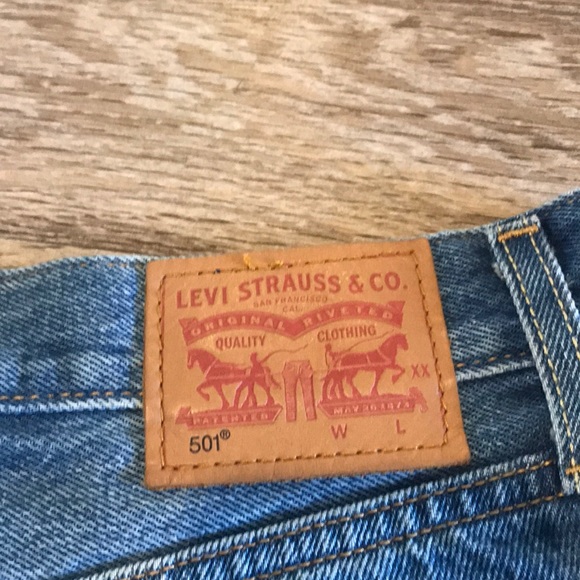 LEVI STRAUSS & CO.
SAN FRANCISCO
CAL.
ORIGINAL RIVETED
QUALITY CLOTHING
XX
PATENTED MAY 20 1873
501® W L